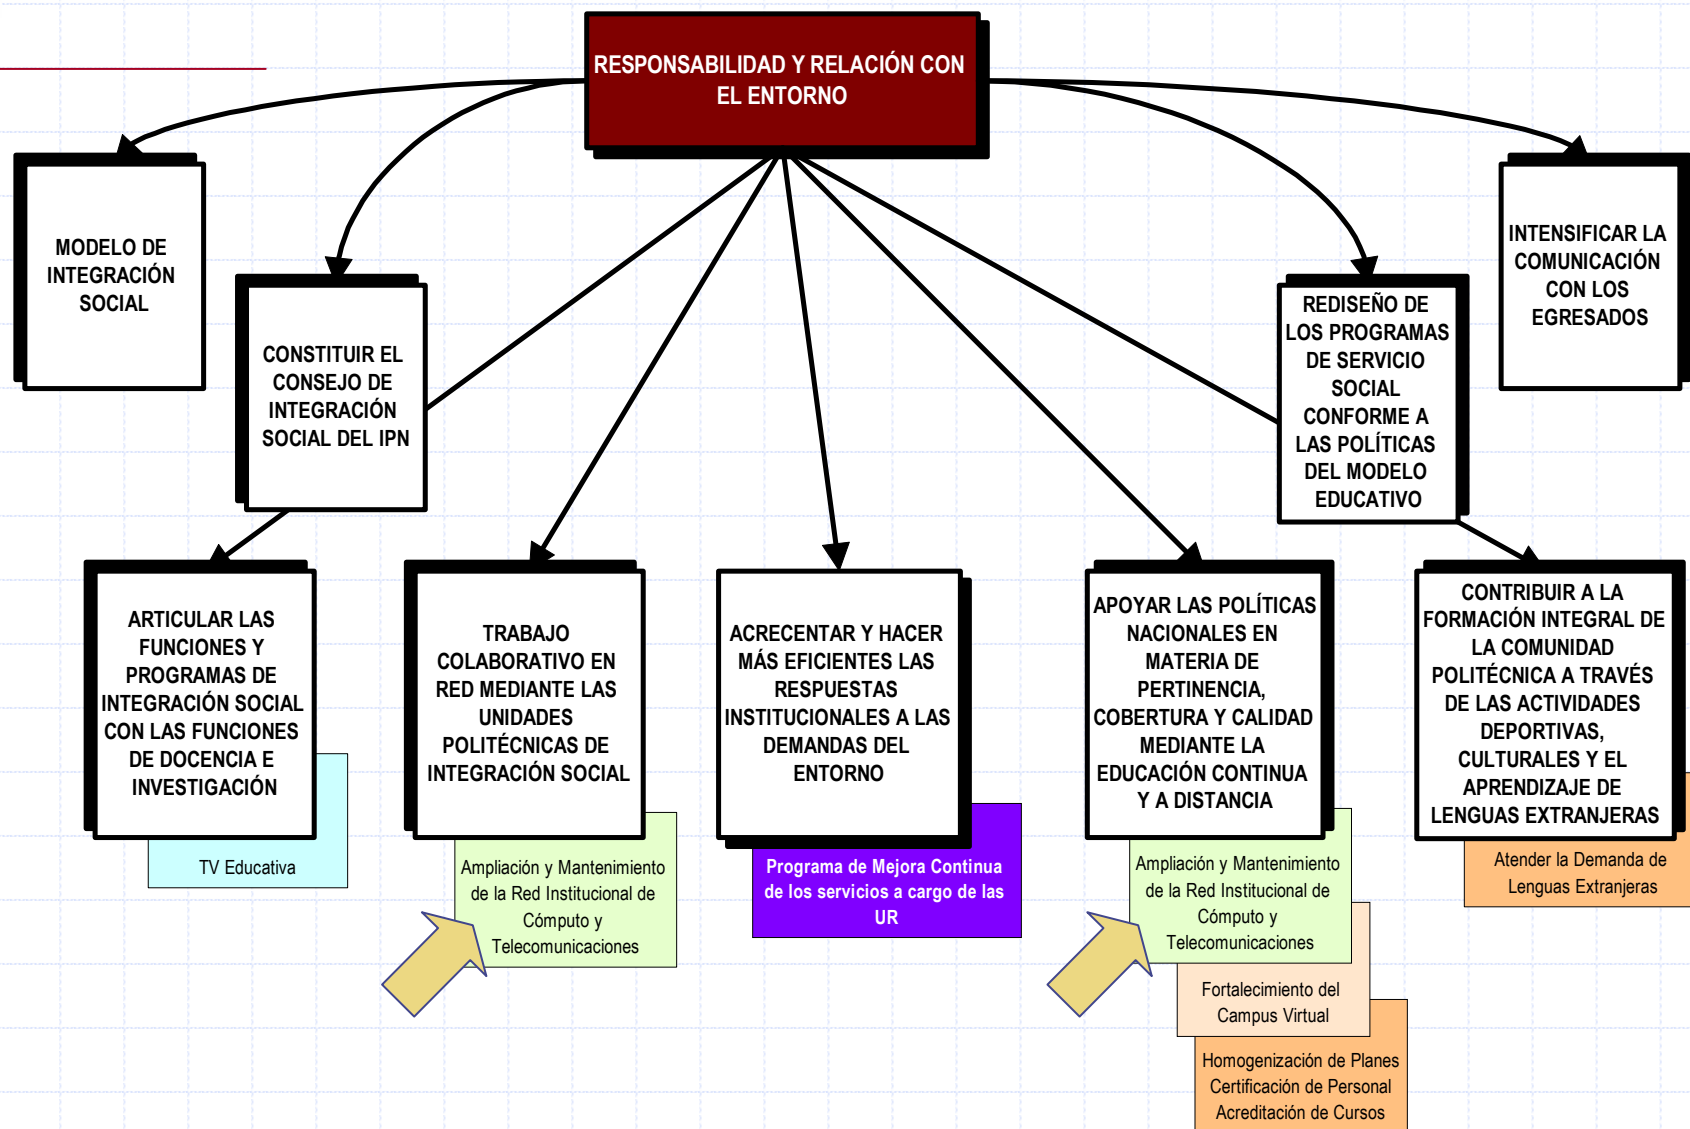 RESPONSABILIDAD Y RELACIÓN CON
EL ENTORNO
MODELO DE
INTEGRACIÓN
SOCIAL
CONSTITUIR EL
CONSEJO DE
INTEGRACIÓN
SOCIAL DEL IPN
REDISEÑO DE
LOS PROGRAMAS
DE SERVICIO
SOCIAL
CONFORME A
LAS POLÍTICAS
DEL MODELO
EDUCATIVO
INTENSIFICAR LA
COMUNICACIÓN
CON LOS
EGRESADOS
ARTICULAR LAS
FUNCIONES Y
PROGRAMAS DE
INTEGRACIÓN SOCIAL
CON LAS FUNCIONES
DE DOCENCIA E
INVESTIGACIÓN
TV Educativa
TRABAJO
COLABORATIVO EN
RED MEDIANTE LAS
UNIDADES
POLITÉCNICAS DE
INTEGRACIÓN SOCIAL
Ampliación y Mantenimiento
de la Red Institucional de
Cómputo y
Telecomunicaciones
ACRECENTAR Y HACER
MÁS EFICIENTES LAS
RESPUESTAS
INSTITUCIONALES A LAS
DEMANDAS DEL
ENTORNO
Programa de Mejora Continua
de los servicios a cargo de las
UR
APOYAR LAS POLÍTICAS
NACIONALES EN
MATERIA DE
PERTINENCIA,
COBERTURA Y CALIDAD
MEDIANTE LA
EDUCACIÓN CONTINUA
Y A DISTANCIA
Ampliación y Mantenimiento
de la Red Institucional de
Cómputo y
Telecomunicaciones
Fortalecimiento del
Campus Virtual
Homogenización de Planes
Certificación de Personal
Acreditación de Cursos
CONTRIBUIR A LA
FORMACIÓN INTEGRAL DE
LA COMUNIDAD
POLITÉCNICA A TRAVÉS
DE LAS ACTIVIDADES
DEPORTIVAS,
CULTURALES Y EL
APRENDIZAJE DE
LENGUAS EXTRANJERAS
Atender la Demanda de
Lenguas Extranjeras